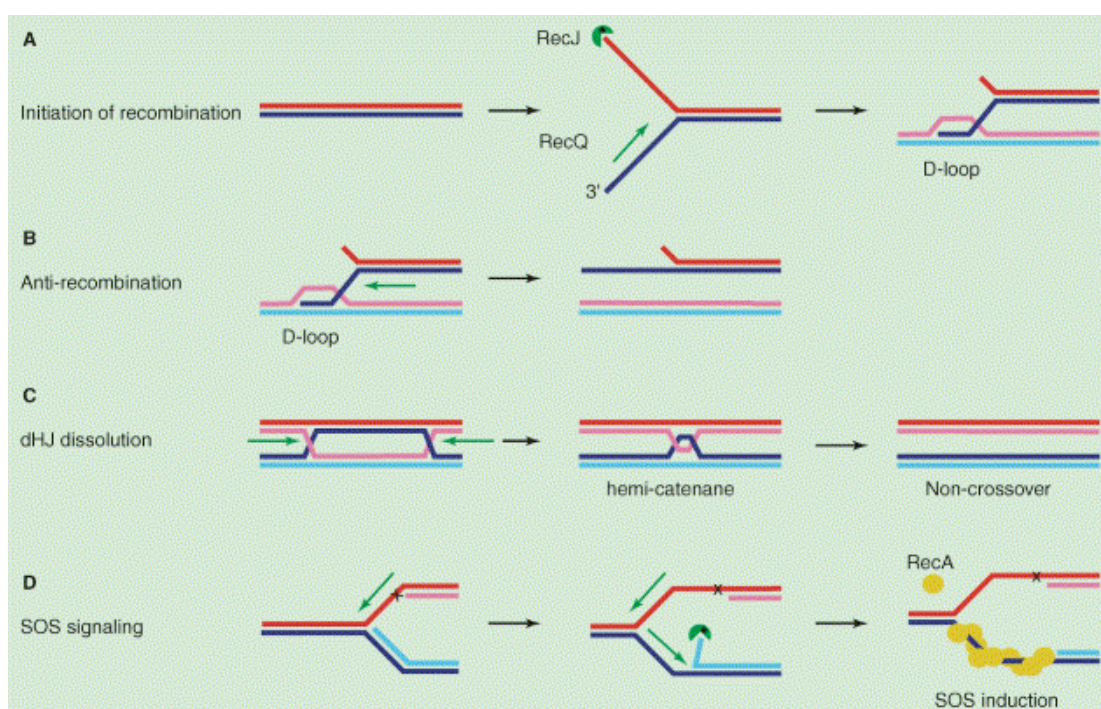 A
RecJ
Initiation of recombination
RecQ
3'
D-loop
B
Anti-recombination
D-loop
C
dHJ dissolution
hemi-catenane
Non-crossover
D
RecA
SOS signaling
SOS induction